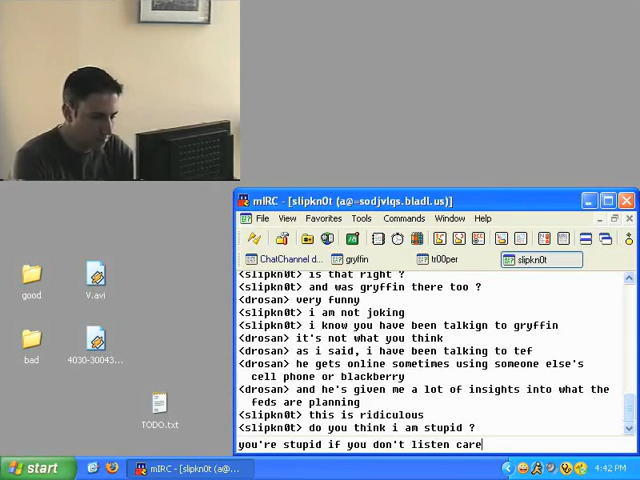 mIRC - [slipkn0t (a@=sodjvlqs.bladl.us)]
File View Favorites Tools Commands Window Help
ChatChannel d... gryffin tr00per slipkn0t
<slipkn0t> is that right ?
<slipkn0t> and was gryffin there too ?
<drosan> very funny
<slipkn0t> i am not joking
<slipkn0t> i know you have been talkign to gryffin
<drosan> it's not what you think
<drosan> as i said, i have been talking to tef
<drosan> he gets online sometimes using someone else's
cell phone or blackberry
<drosan> and he's given me a lot of insights into what the
feds are planning
<slipkn0t> this is ridiculous
<slipkn0t> do you think i am stupid ?
you're stupid if you don't listen care
good V.avi
bad 4030-30043...
TODO.txt
start mIRC - [slipkn0t (a@... 4:42 PM